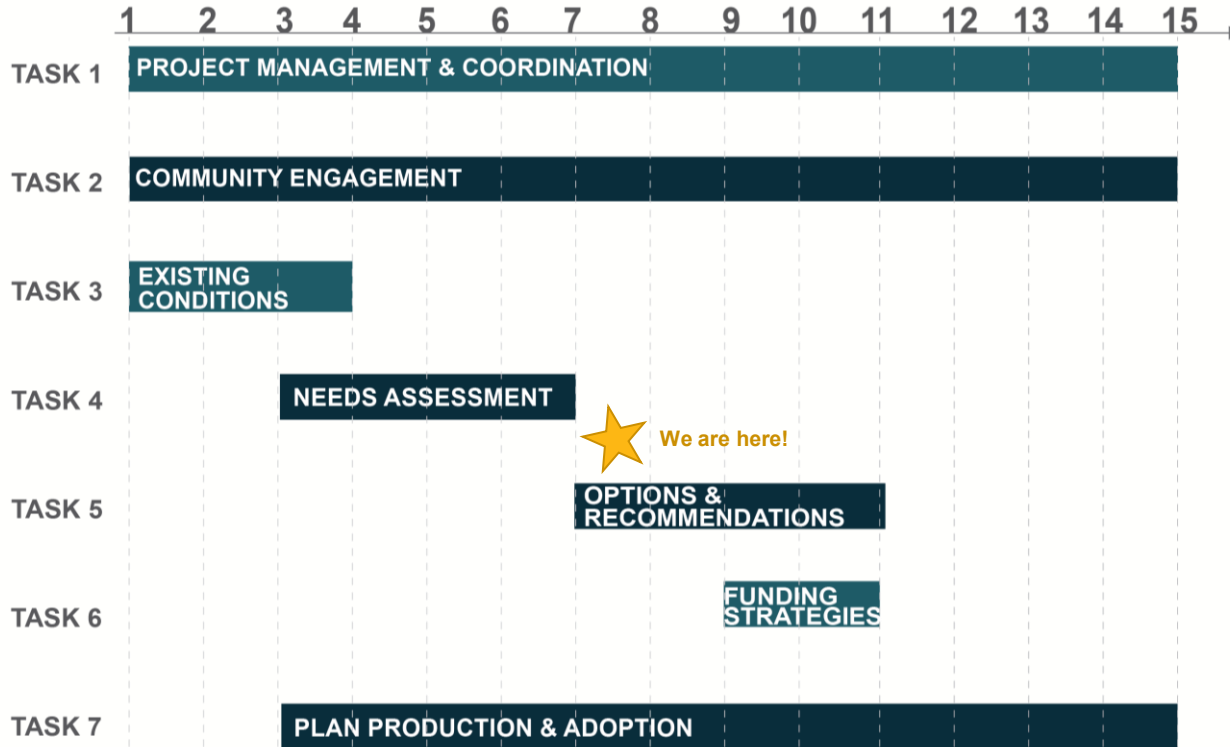 1 2 3 4 5 6 7 8 9 10 11 12 13 14 15
TASK 1
PROJECT MANAGEMENT & COORDINATION
TASK 2
COMMUNITY ENGAGEMENT
TASK 3
EXISTING
CONDITIONS
TASK 4
NEEDS ASSESSMENT
We are here!
TASK 5
OPTIONS &
RECOMMENDATIONS
TASK 6
FUNDING
STRATEGIES
TASK 7
PLAN PRODUCTION & ADOPTION